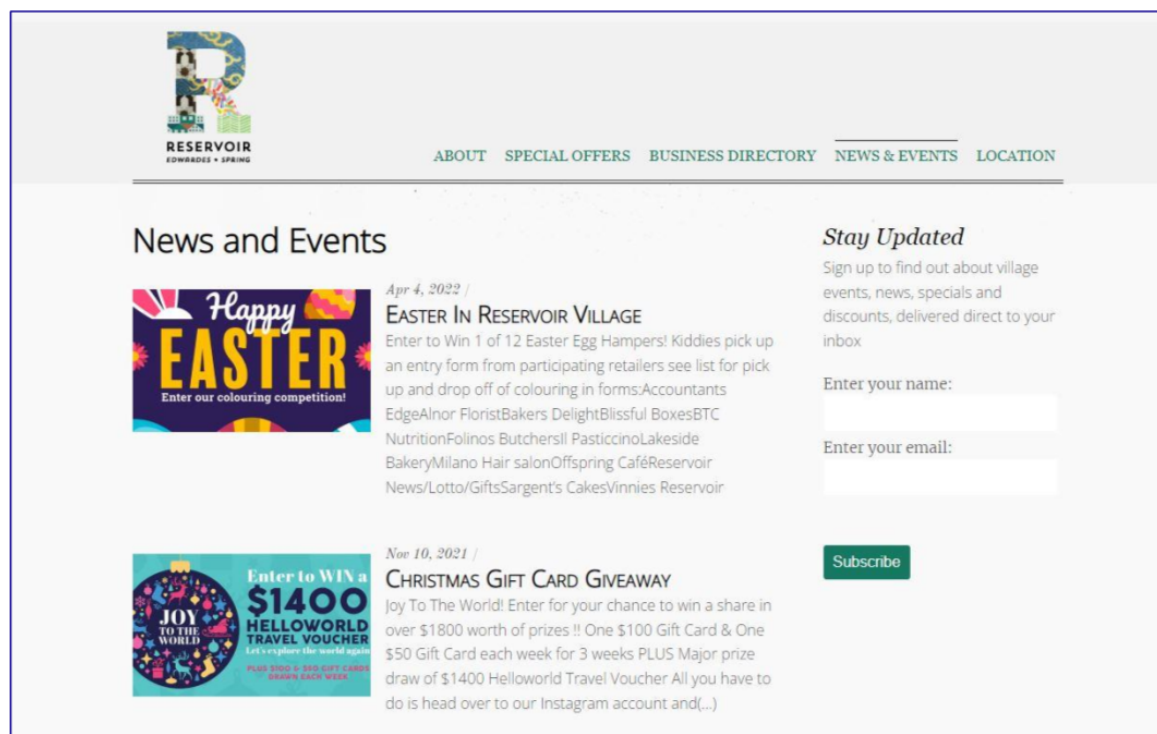 RESERVOIR
EDWARDES • SPRING
ABOUT SPECIAL OFFERS BUSINESS DIRECTORY NEWS & EVENTS LOCATION
News and Events
Happy
EASTER
Enter our colouring competition!
Apr 4, 2022 /
EASTER IN RESERVOIR VILLAGE
Enter to Win 1 of 12 Easter Egg Hampers! Kiddies pick up
an entry form from participating retailers see list for pick
up and drop off of colouring in forms:Accountants
EdgeAlnor FloristBakers DelightBlissful BoxesBTC
NutritionFolinos ButchersIl PasticcinoLakeside
BakeryMilano Hair salonOffspring CaféReservoir
News/Lotto/GiftsSargent's CakesVinnies Reservoir
JOY
TO THE
WORLD
Enter to WIN a
$1400
HELLOWORLD
TRAVEL VOUCHER
Let's explore the world again
PLUS $100 & $50 GIFT CARDS
DRAWN EACH WEEK
Nov 10, 2021 /
CHRISTMAS GIFT CARD GIVEAWAY
Joy To The World! Enter for your chance to win a share in
over $1800 worth of prizes !! One $100 Gift Card & One
$50 Gift Card each week for 3 weeks PLUS Major prize
draw of $1400 Helloworld Travel Voucher All you have to
do is head over to our Instagram account and(...)
Stay Updated
Sign up to find out about village
events, news, specials and
discounts, delivered direct to your
inbox
Enter your name:
Enter your email:
Subscribe